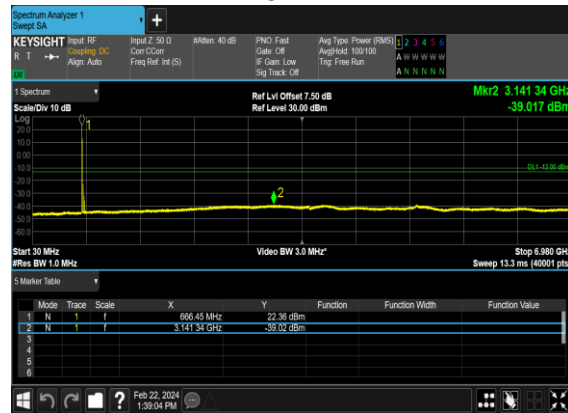 Spectrum Analyzer 1
Swept SA
+
KEYSIGHT Input: RF Input Z: 50 Ω #Atten: 40 dB PNO: Fast Avg Type: Power (RMS) 1 2 3 4 5 6
R T Coupling: DC Corr CCorr Gate: Off Avg|Hold: 100/100 A W W W W W
Align: Auto Freq Ref: Int (S) IF Gain: Low Trig: Free Run
LXI Sig Track: Off A N N N N N
1 Spectrum Ref Lvl Offset 7.50 dB Mkr2 3.141 34 GHz
Scale/Div 10 dB Ref Level 30.00 dBm -39.017 dBm
Log 1
20.0
10.0
0.0
-10.0 DL1 -13.00 dBm
-20.0
-30.0 2
-40.0
-50.0
-60.0
Start 30 MHz Video BW 3.0 MHz* Stop 6.980 GHz
#Res BW 1.0 MHz Sweep 13.3 ms (40001 pts)
5 Marker Table
Mode Trace Scale X Y Function Function Width Function Value
1 N 1 f 666.45 MHz 22.36 dBm
2 N 1 f 3.141 34 GHz -39.02 dBm
3
4
5
6
? Feb 22, 2024
1:39:04 PM